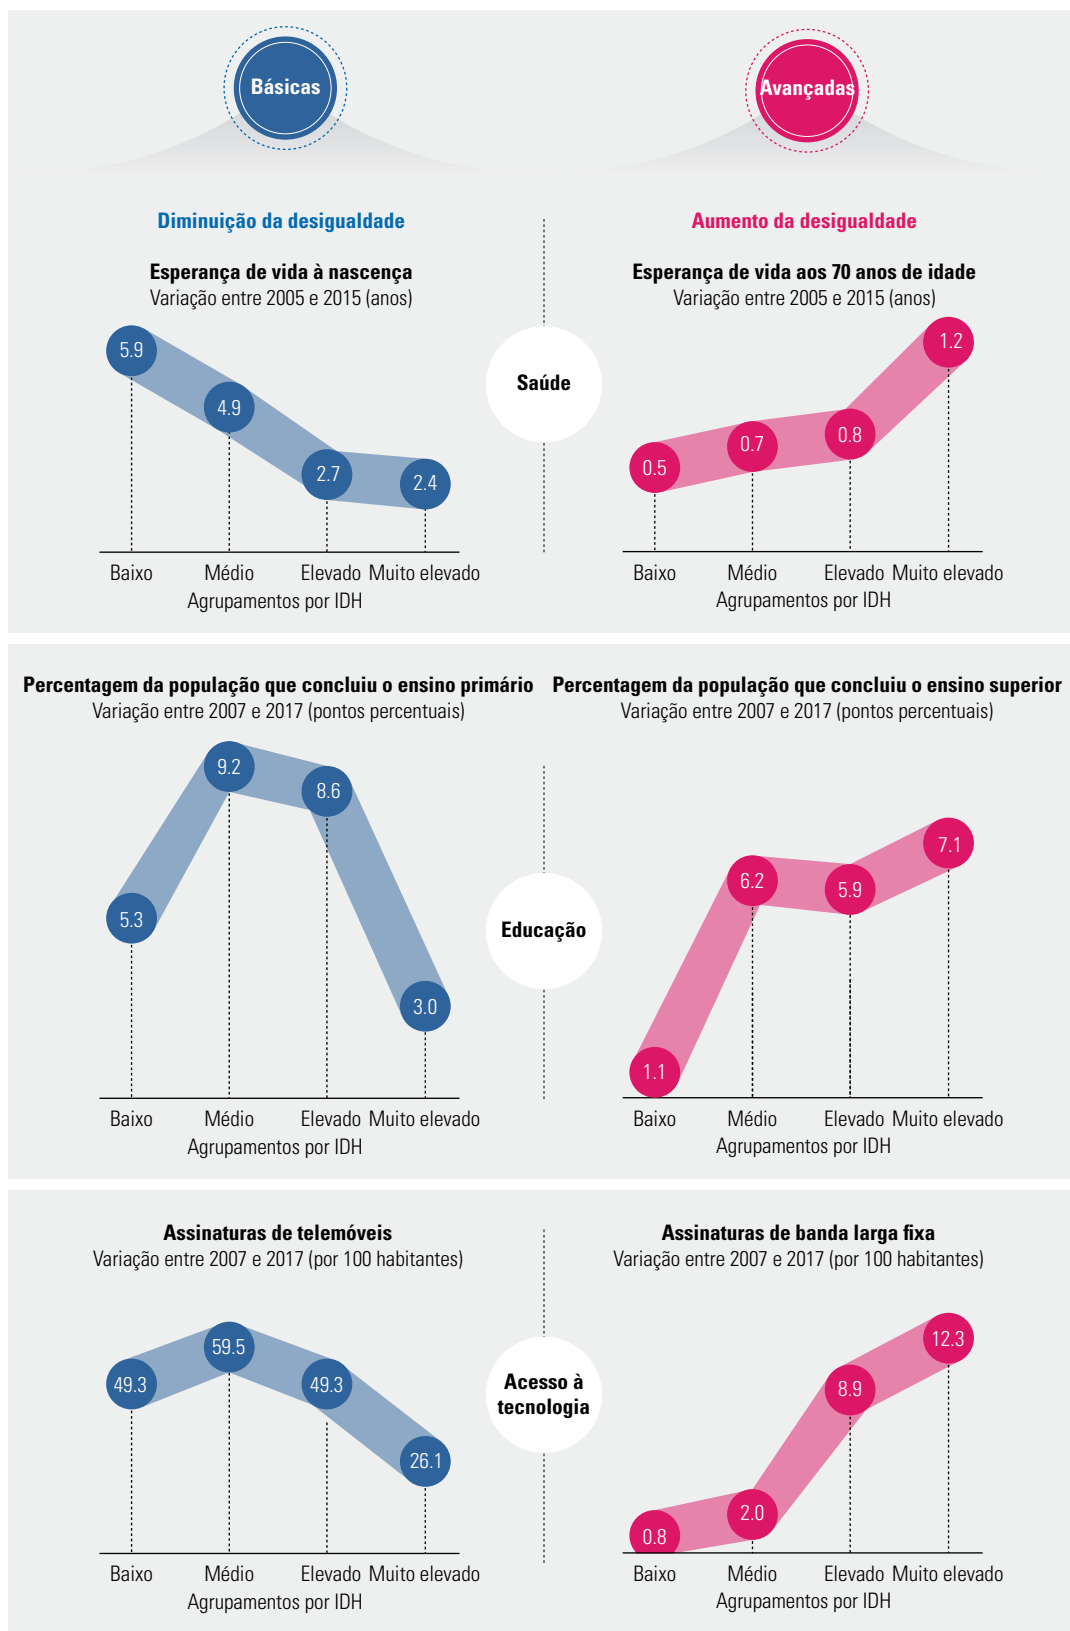 Básicas
Avançadas
Diminuição da desigualdade
Aumento da desigualdade
Esperança de vida à nascença
Variação entre 2005 e 2015 (anos)
5.9
4.9
2.7
2.4
Baixo Médio Elevado Muito elevado
Agrupamentos por IDH
Saúde
Esperança de vida aos 70 anos de idade
Variação entre 2005 e 2015 (anos)
0.5
0.7
0.8
1.2
Baixo Médio Elevado Muito elevado
Agrupamentos por IDH
Percentagem da população que concluiu o ensino primário
Variação entre 2007 e 2017 (pontos percentuais)
5.3
9.2
8.6
3.0
Baixo Médio Elevado Muito elevado
Agrupamentos por IDH
Educação
Percentagem da população que concluiu o ensino superior
Variação entre 2007 e 2017 (pontos percentuais)
1.1
6.2
5.9
7.1
Baixo Médio Elevado Muito elevado
Agrupamentos por IDH
Assinaturas de telemóveis
Variação entre 2007 e 2017 (por 100 habitantes)
49.3
59.5
49.3
26.1
Baixo Médio Elevado Muito elevado
Agrupamentos por IDH
Acesso à
tecnologia
Assinaturas de banda larga fixa
Variação entre 2007 e 2017 (por 100 habitantes)
0.8
2.0
8.9
12.3
Baixo Médio Elevado Muito elevado
Agrupamentos por IDH